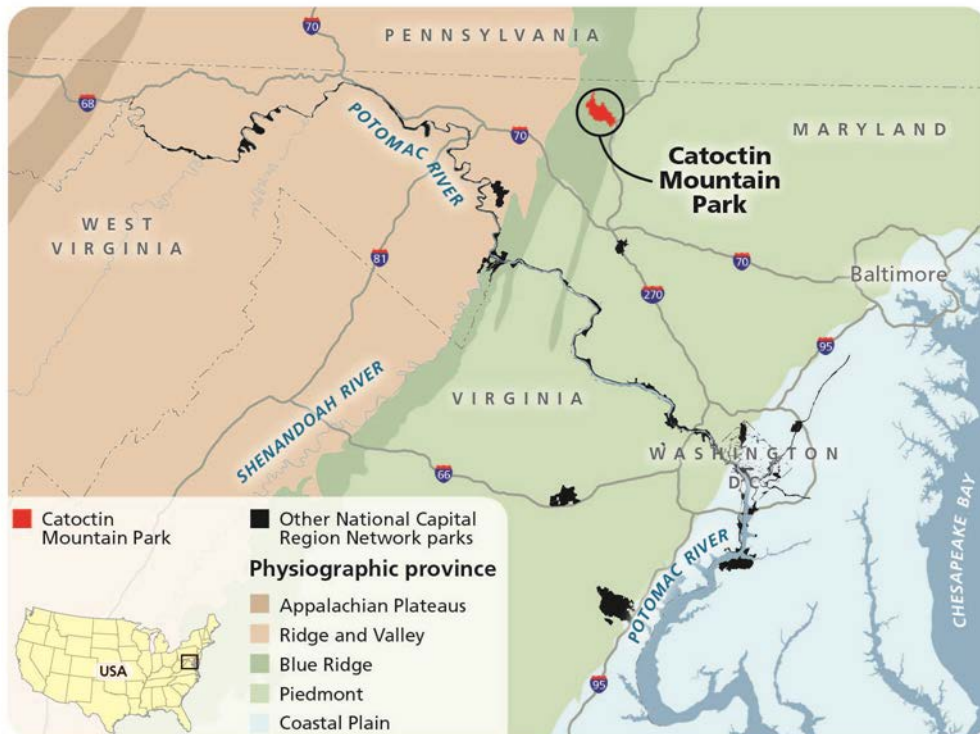 70
PENNSYLVANIA
68
POTOMAC RIVER
70
MARYLAND
Catoctin
Mountain
Park
WEST
VIRGINIA
81
70
270
Baltimore
95
SHENANDOAH RIVER
VIRGINIA
WASHINGTON
D.C.
66
CHESAPEAKE BAY
POTOMAC RIVER
95
Catoctin
Mountain Park
Other National Capital
Region Network parks
Physiographic province
Appalachian Plateaus
Ridge and Valley
Blue Ridge
Piedmont
Coastal Plain
USA